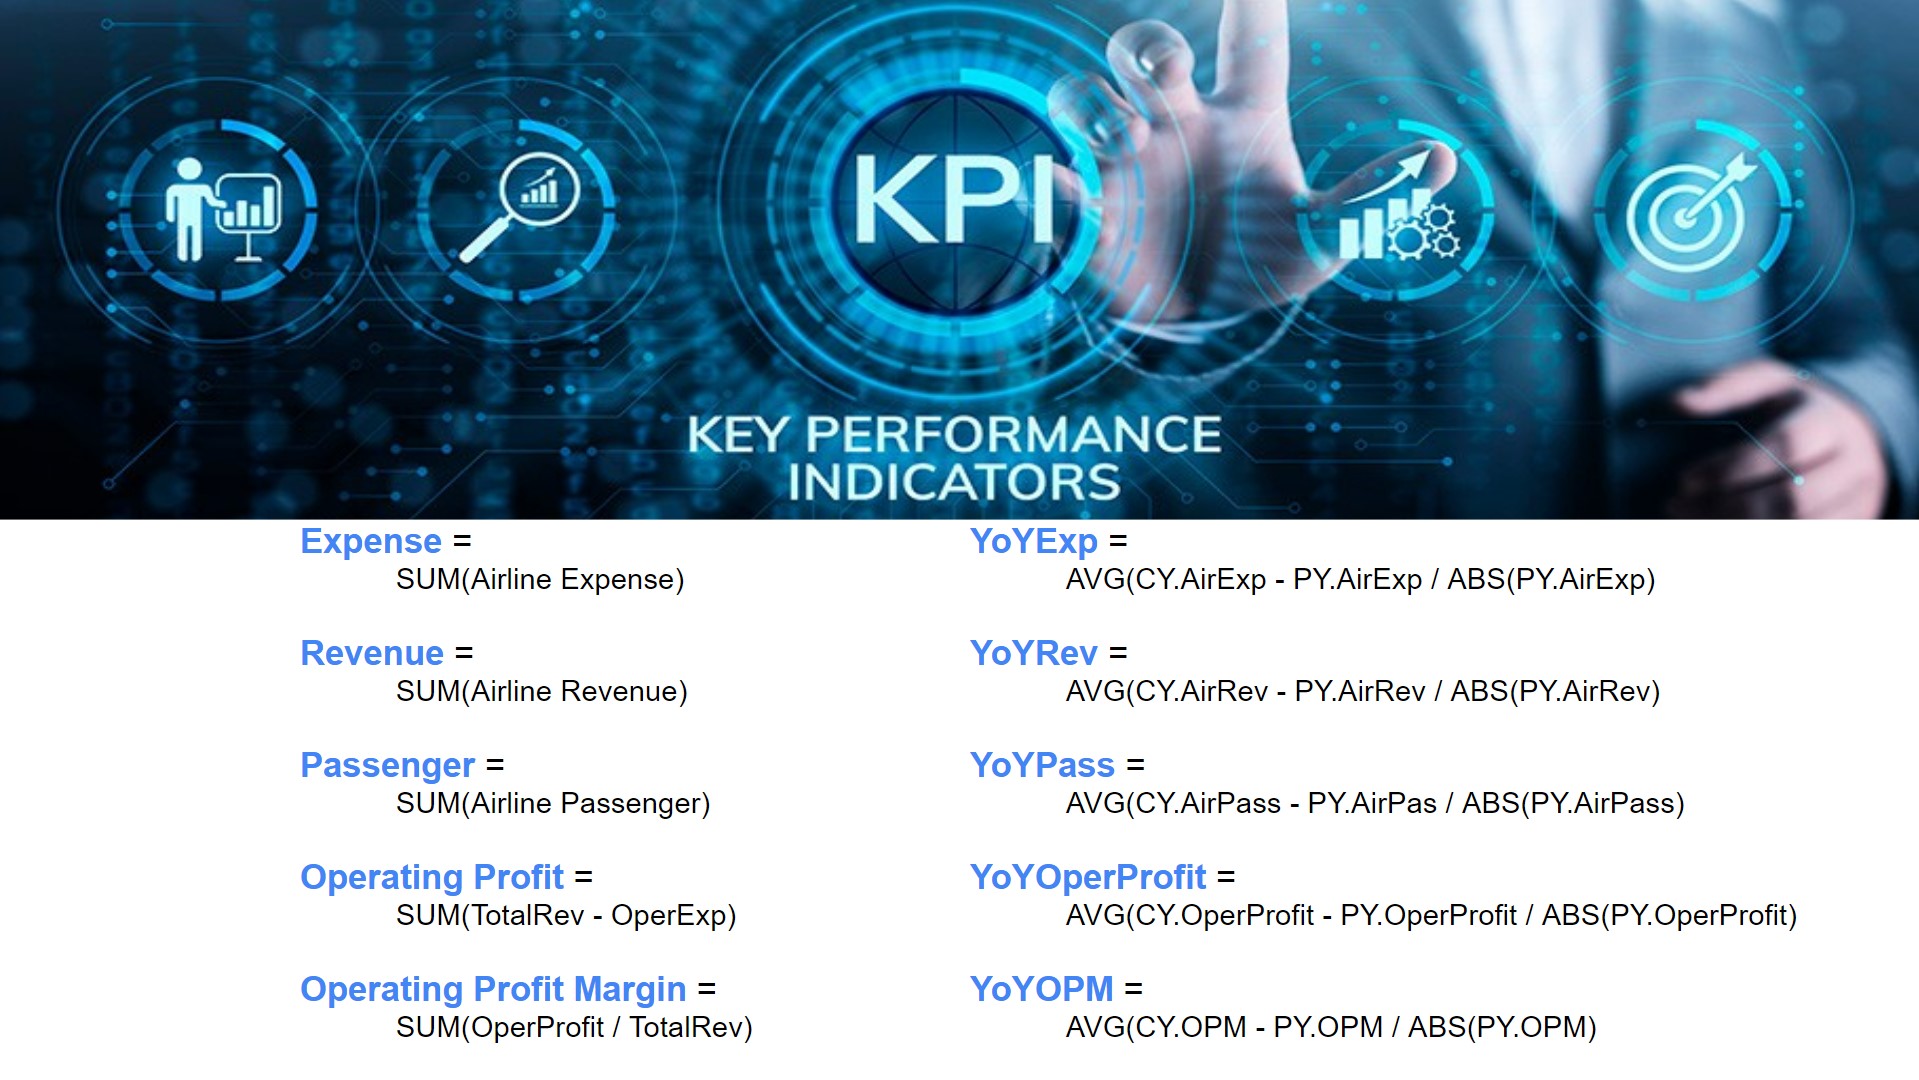 KPI
KEY PERFORMANCE
INDICATORS
Expense =
SUM(Airline Expense)
Revenue =
SUM(Airline Revenue)
Passenger =
SUM(Airline Passenger)
Operating Profit =
SUM(TotalRev - OperExp)
Operating Profit Margin =
SUM(OperProfit / TotalRev)
YoYExp =
AVG(CY.AirExp - PY.AirExp / ABS(PY.AirExp)
YoYRev =
AVG(CY.AirRev - PY.AirRev / ABS(PY.AirRev)
YoYPass =
AVG(CY.AirPass - PY.AirPas / ABS(PY.AirPass)
YoYOperProfit =
AVG(CY.OperProfit - PY.OperProfit / ABS(PY.OperProfit)
YoYOPM =
AVG(CY.OPM - PY.OPM / ABS(PY.OPM)